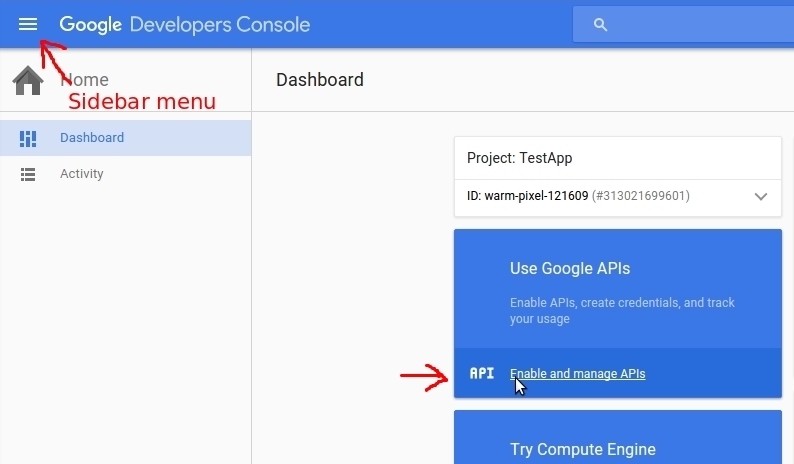 Google Developers Console
Home
Dashboard
Sidebar menu
Dashboard
Activity
Project: TestApp
ID: warm-pixel-121609 (#313021699601)
Use Google APIs
Enable APIs, create credentials, and track
your usage
API Enable and manage APIs
Try Compute Engine